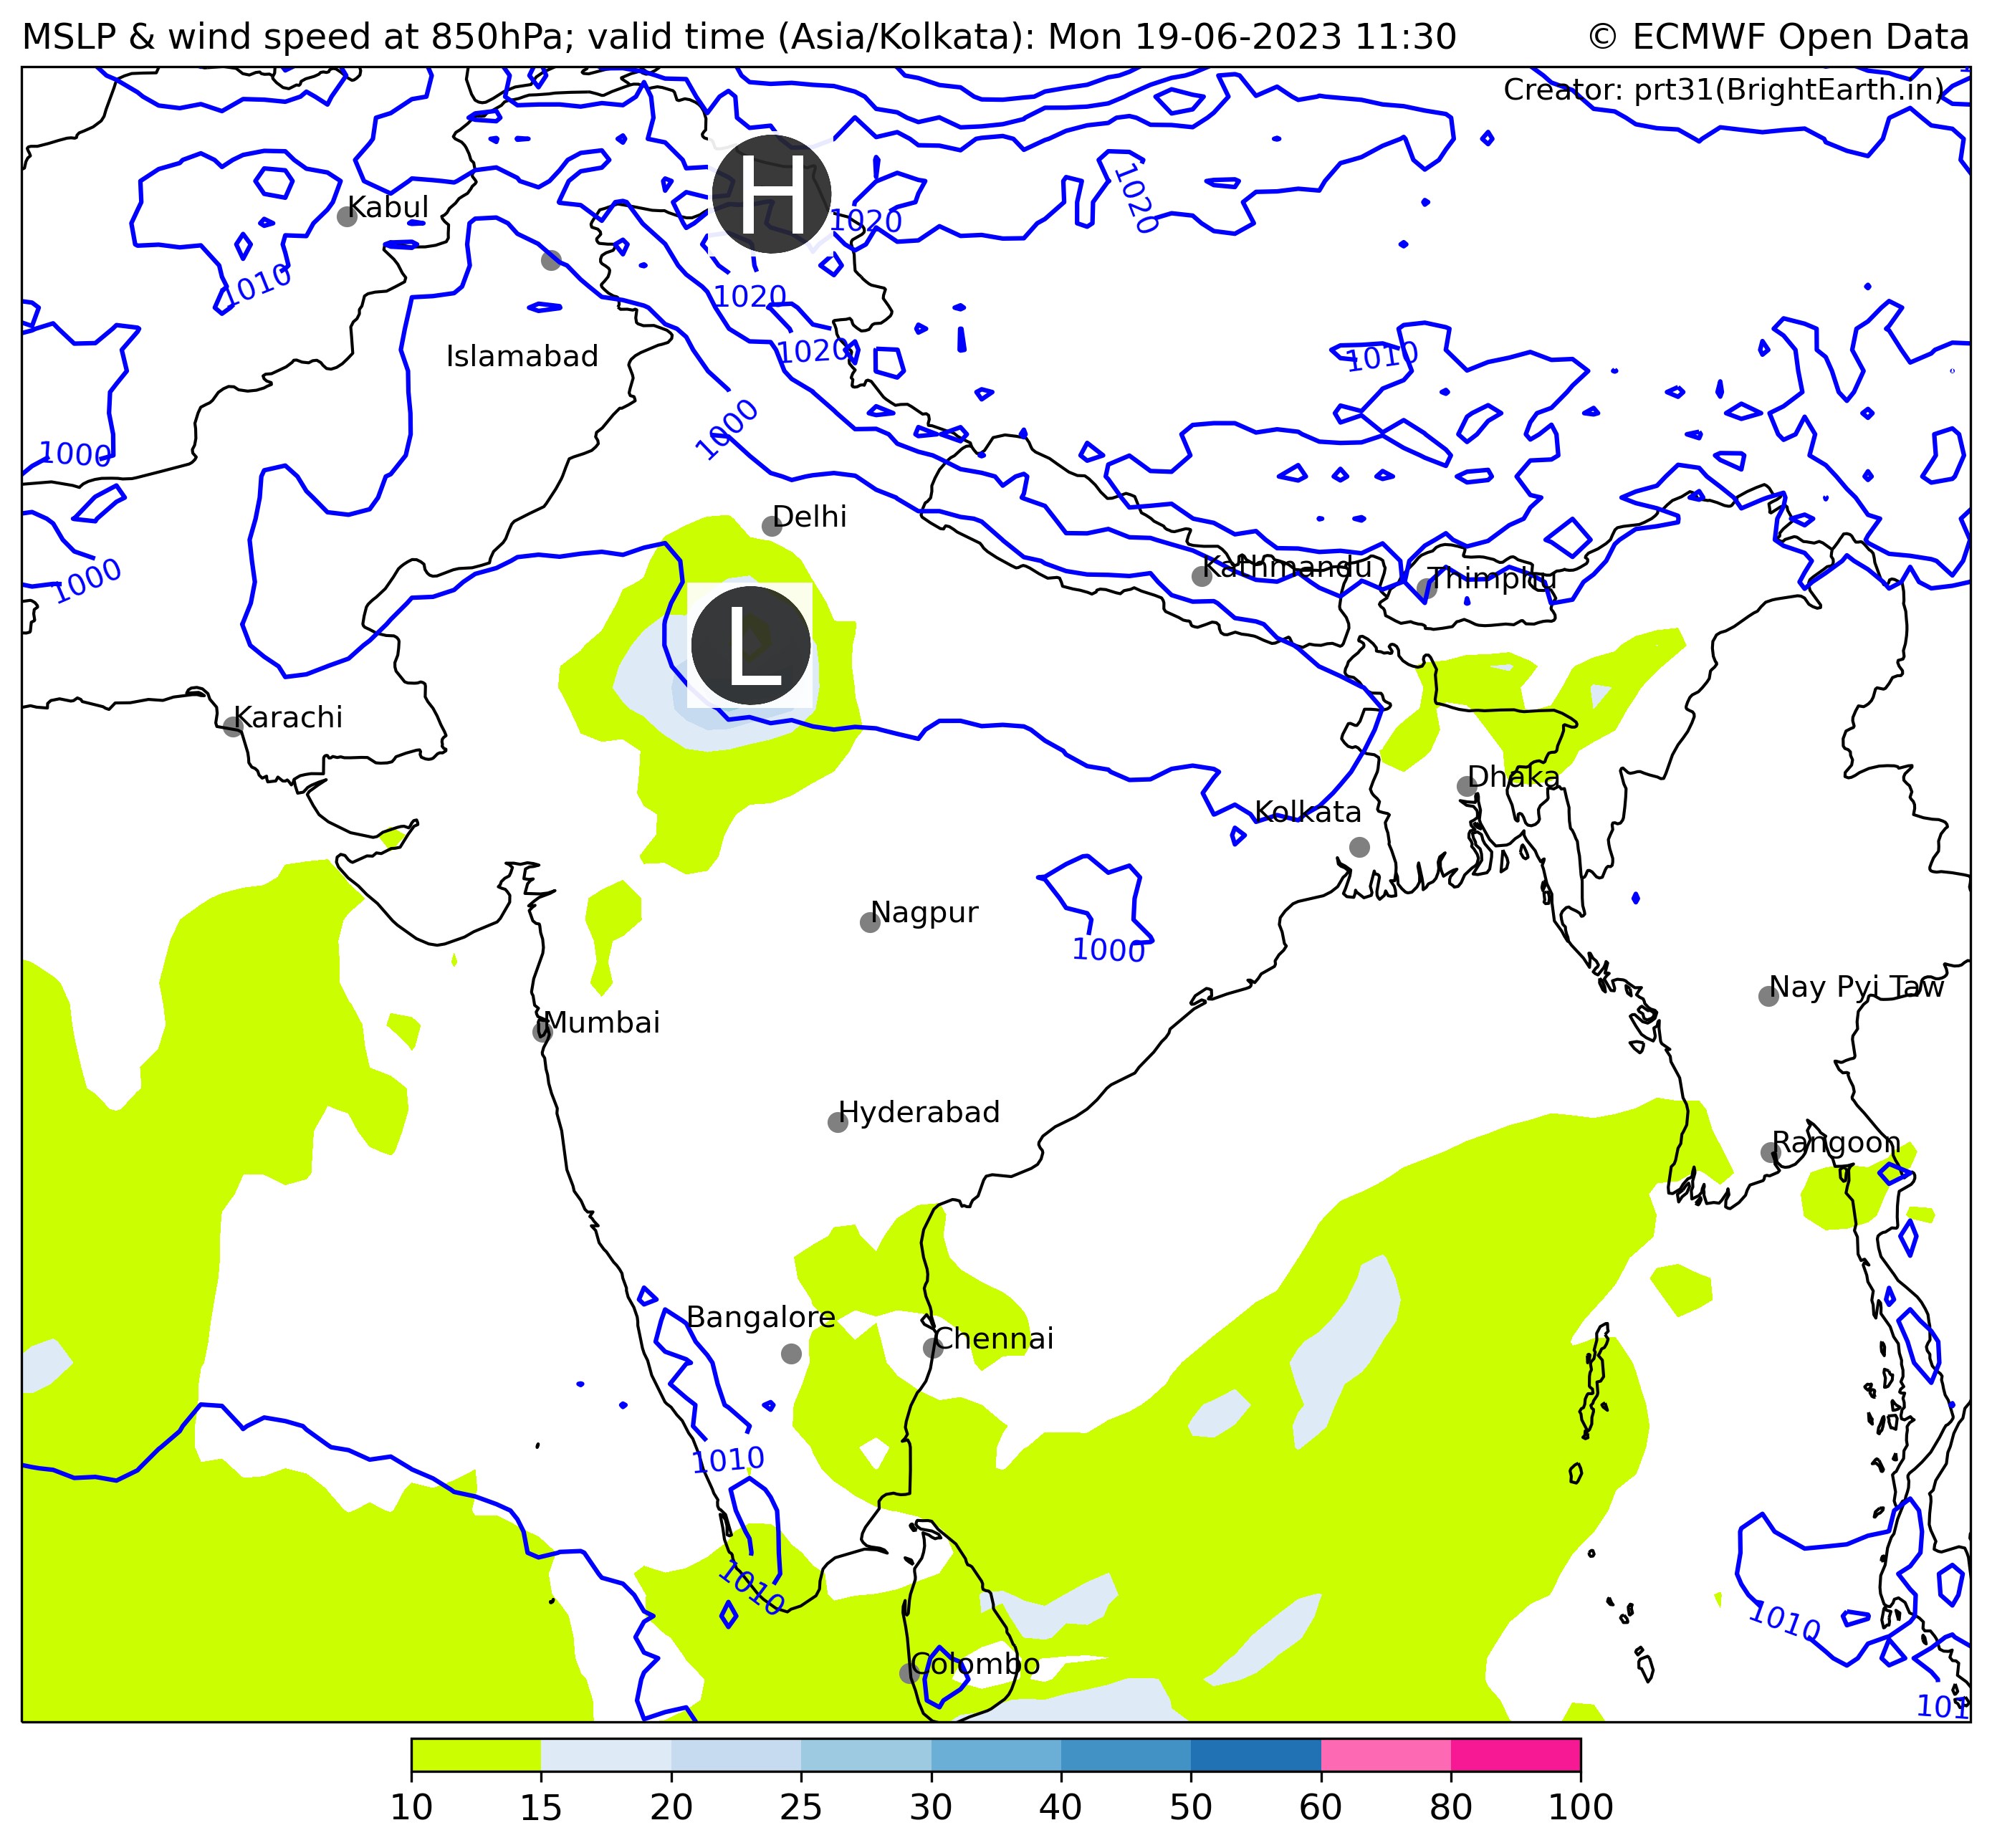 MSLP & wind speed at 850hPa; valid time (Asia/Kolkata): Mon 19-06-2023 11:30
© ECMWF Open Data
Creator: prt31(BrightEarth.in)
H
1020
1020
Kabul
1010
1020
Islamabad
1020
1010
1000
1000
Delhi
1000
Kathmandu
Thimphu
L
Karachi
Dhaka
Kolkata
Nagpur
1000
Nay Pyi Taw
Mumbai
Hyderabad
Rangoon
Bangalore
Chennai
1010
1010
1010
Colombo
101
10 15 20 25 30 40 50 60 80 100